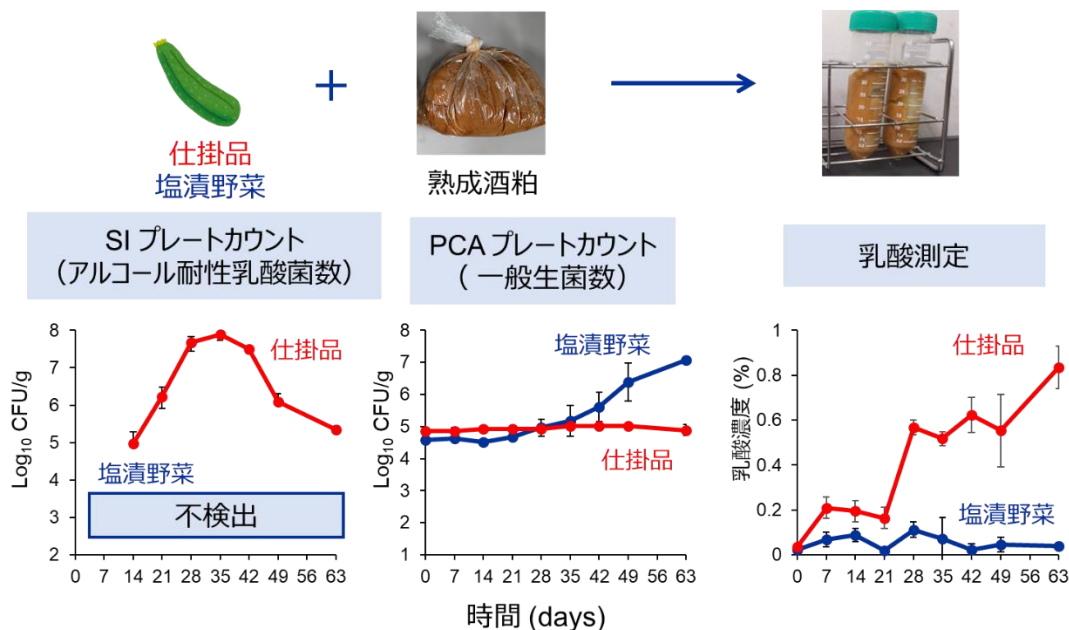 +
仕掛品
塩漬野菜
熟成酒粕
SI プレートカウント
（アルコール耐性乳酸菌数）
PCA プレートカウント
（ 一般生菌数）
乳酸測定
Log10 CFU/g
8
7
6
5
4
3
2
仕掛品
塩漬野菜
不検出
0 7 14 21 28 35 42 49 56 63
Log10 CFU/g
8
7
6
5
4
3
2
1
塩漬野菜
仕掛品
0 7 14 21 28 35 42 49 56 63
乳酸濃度 (%)
1
0.8
0.6
0.4
0.2
0
仕掛品
塩漬野菜
0 7 14 21 28 35 42 49 56 63
時間 (days)